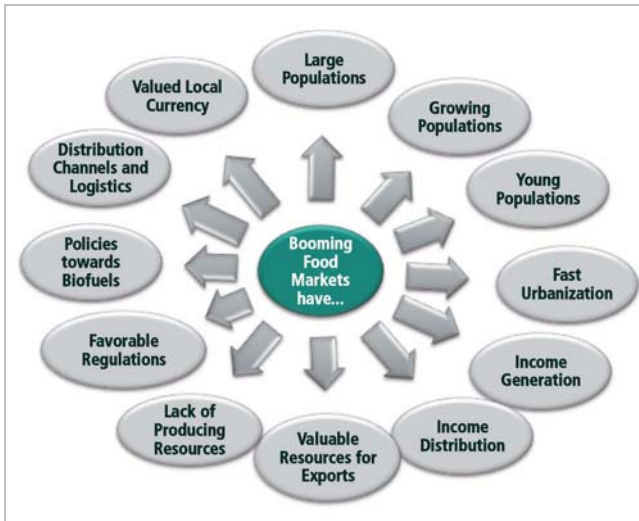 Booming
Food
Markets
have...
Large
Populations
Growing
Populations
Young
Populations
Fast
Urbanization
Income
Generation
Income
Distribution
Valuable
Resources for
Exports
Lack of
Producing
Resources
Favorable
Regulations
Policies
towards
Biofuels
Distribution
Channels and
Logistics
Valued Local
Currency